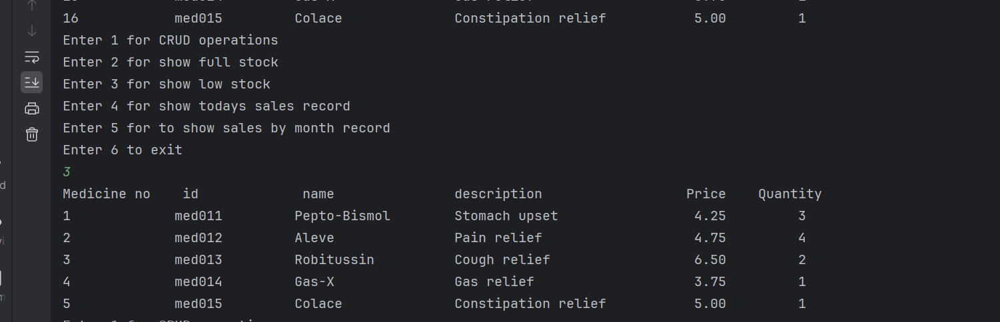 16 med015 Colace Constipation relief 5.00 1
Enter 1 for CRUD operations
Enter 2 for show full stock
Enter 3 for show low stock
Enter 4 for show todays sales record
Enter 5 for to show sales by month record
Enter 6 to exit
3
Medicine no id name description Price Quantity
1 med011 Pepto-Bismol Stomach upset 4.25 3
2 med012 Aleve Pain relief 4.75 4
3 med013 Robitussin Cough relief 6.50 2
4 med014 Gas-X Gas relief 3.75 1
5 med015 Colace Constipation relief 5.00 1